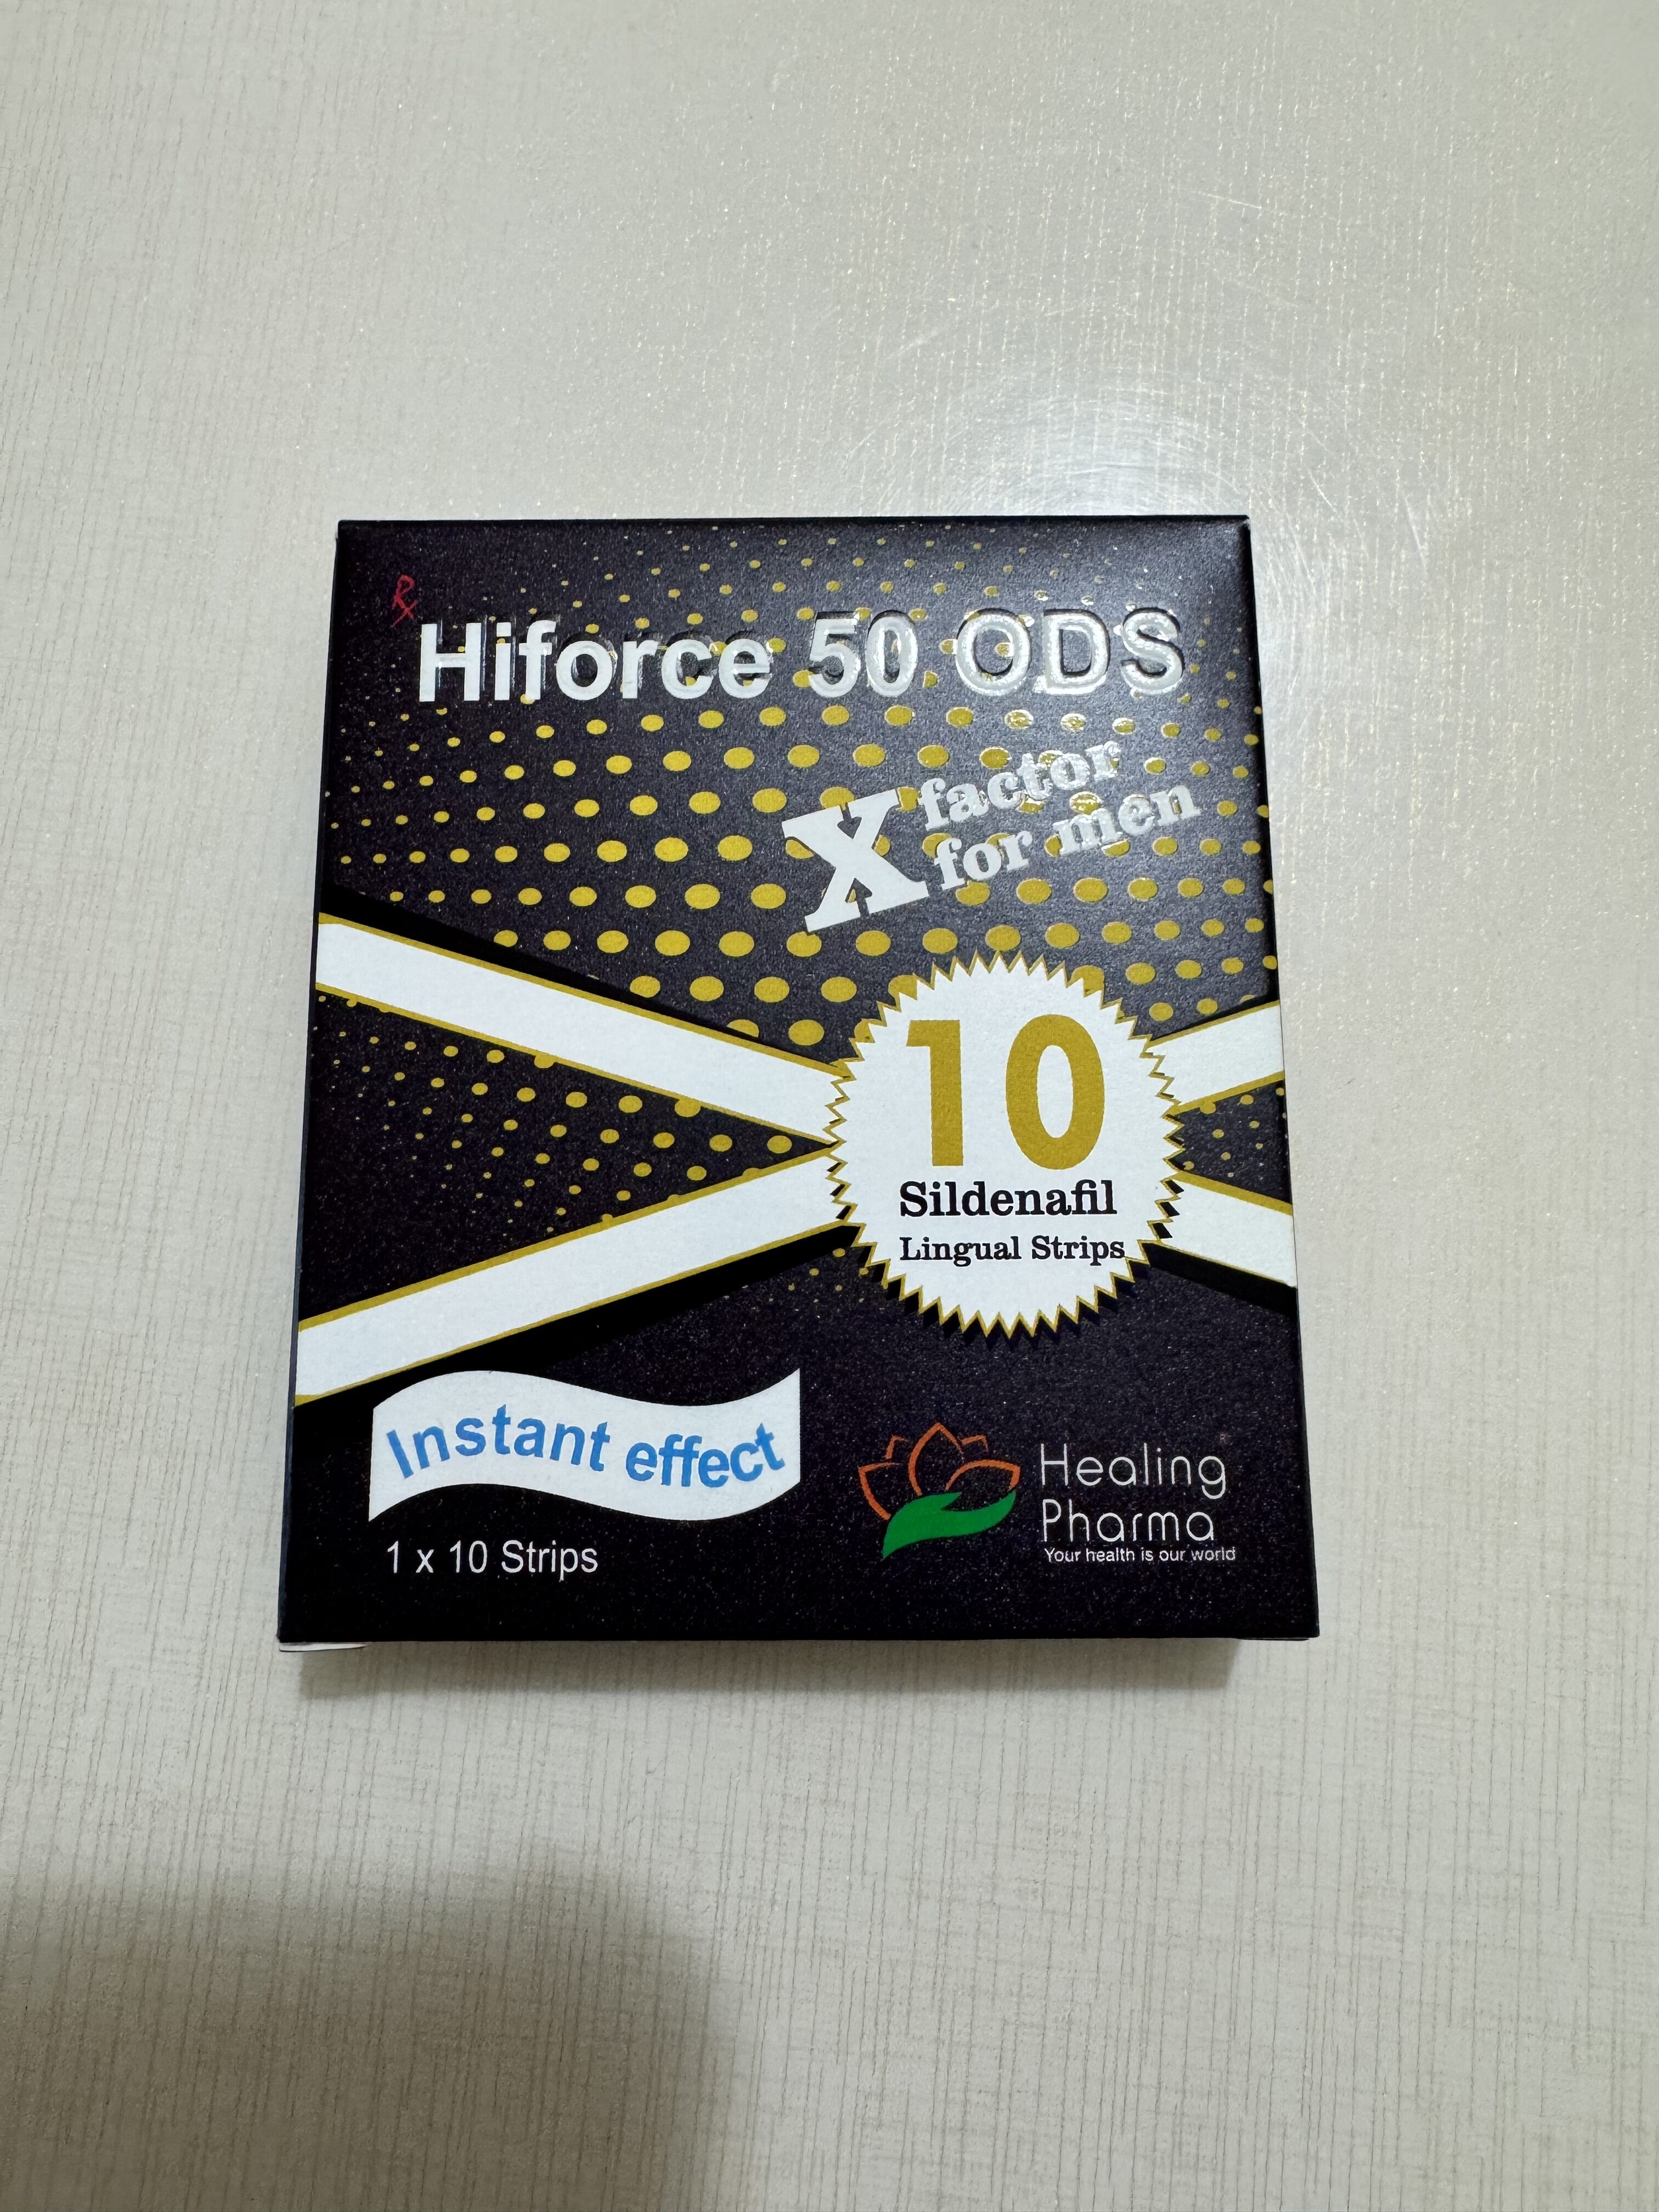 Rx
Hiforce 50 ODS
X factor
for men
10
Sildenafil
Lingual Strips
Instant effect
1 x 10 Strips
Healing
Pharma
Your health is our world